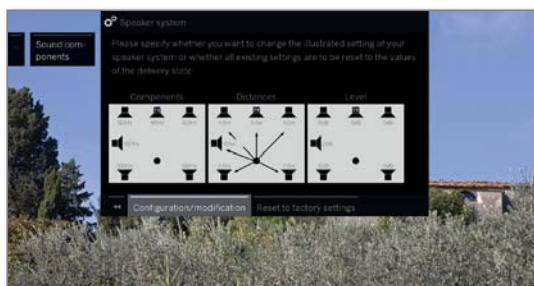 Speaker system
...
Sound com-
ponents
Please specify whether you want to change the illustrated setting of your
speaker system or whether all existing settings are to be reset to the values
of the delivery state.
Components
Distances
Level
Configuration/modification
Reset to factory settings